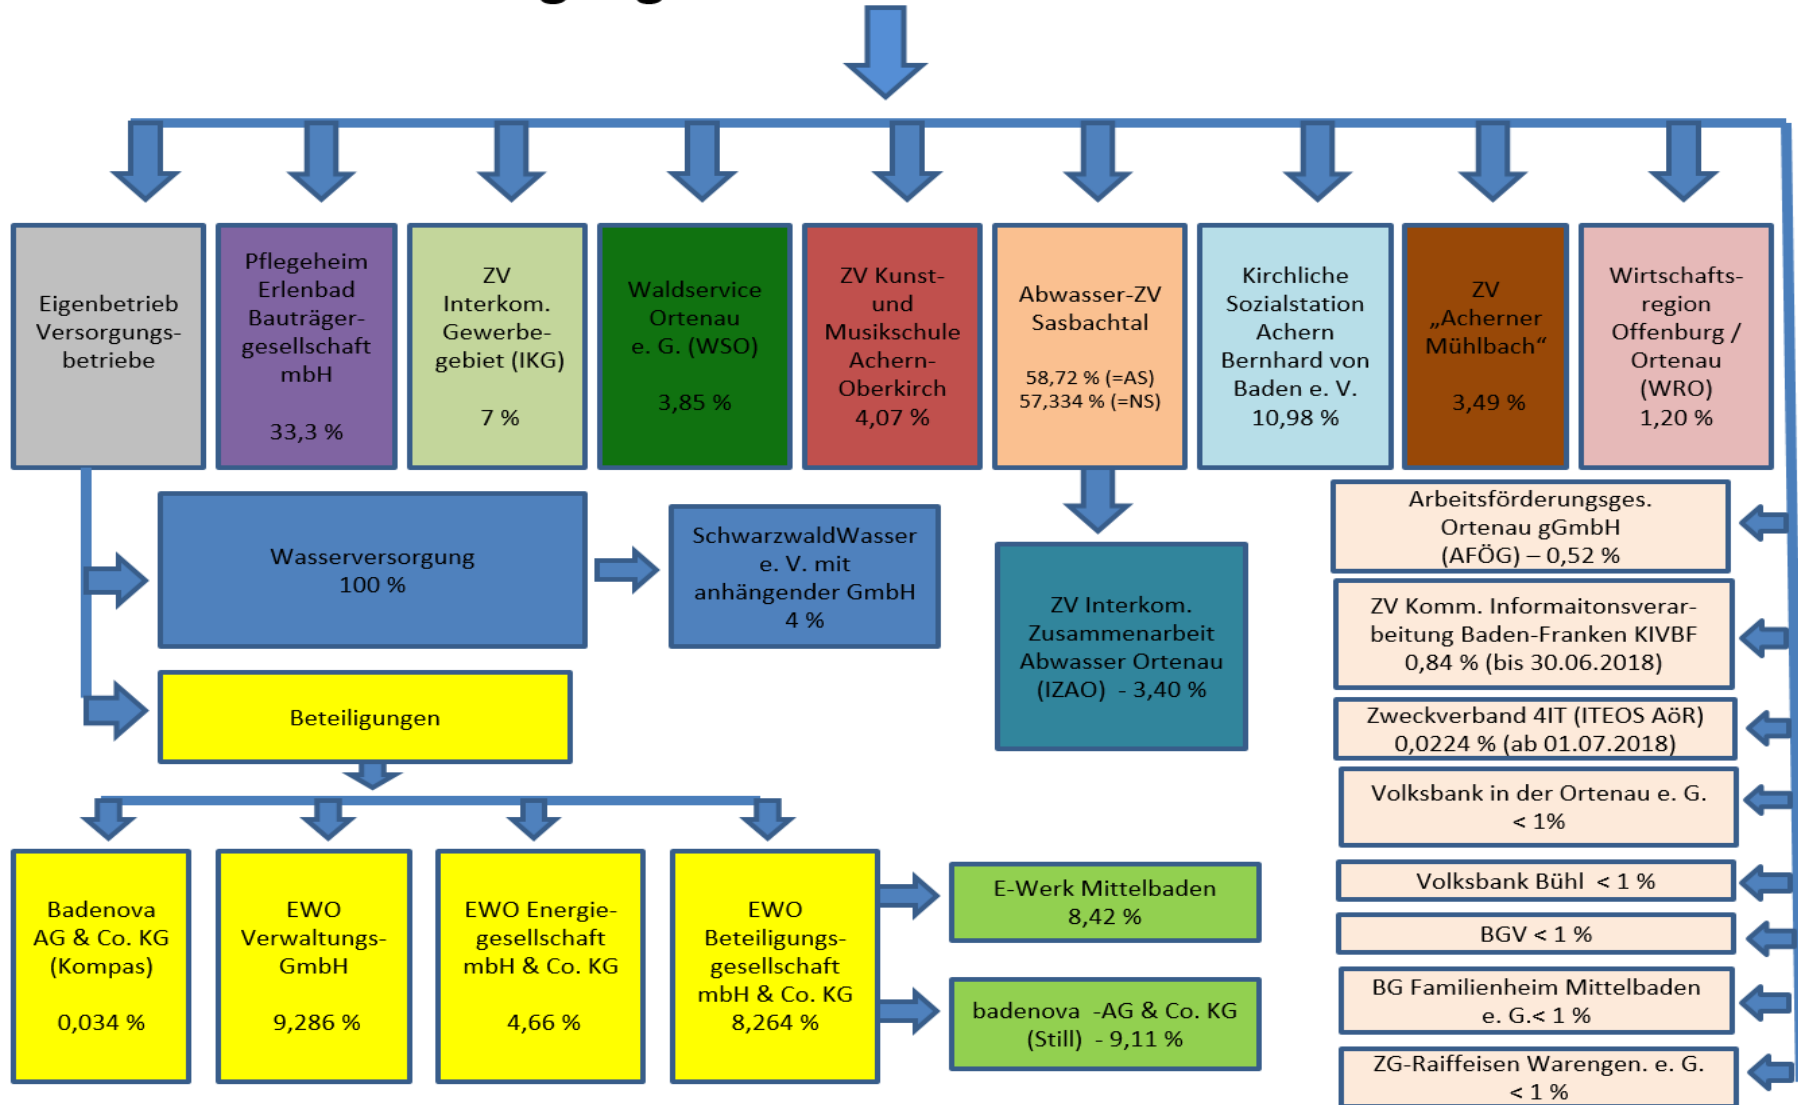 Eigenbetrieb
Versorgungs-
betriebe
Pflegeheim
Erlenbad
Bauträger-
gesellschaft
mbH
33,3 %
ZV
Interkom.
Gewerbe-
gebiet (IKG)
7 %
Waldservice
Ortenau
e. G. (WSO)
3,85 %
ZV Kunst-
und
Musikschule
Achern-
Oberkirch
4,07 %
Abwasser-ZV
Sasbachtal
58,72 % (=AS)
57,334 % (=NS)
Kirchliche
Sozialstation
Achern
Bernhard von
Baden e. V.
10,98 %
ZV
„Acherner
Mühlbach“
3,49 %
Wirtschafts-
region
Offenburg /
Ortenau
(WRO)
1,20 %
Wasserversorgung
100 %
SchwarzwaldWasser
e. V. mit
anhängender GmbH
4 %
ZV Interkom.
Zusammenarbeit
Abwasser Ortenau
(IZAO)  - 3,40 %
Beteiligungen
Badenova
AG & Co. KG
(Kompas)
0,034 %
EWO
Verwaltungs-
GmbH
9,286 %
EWO Energie-
gesellschaft
mbH & Co. KG
4,66 %
EWO
Beteiligungs-
gesellschaft
mbH & Co. KG
8,264 %
E-Werk Mittelbaden
8,42 %
badenova  -AG & Co. KG
(Still)  - 9,11 %
Arbeitsförderungsges.
Ortenau gGmbH
(AFÖG) – 0,52 %
ZV Komm. Informaitonsverar-
beitung Baden-Franken KIVBF
0,84 % (bis 30.06.2018)
Zweckverband 4IT (ITEOS AöR)
0,0224 % (ab 01.07.2018)
Volksbank in der Ortenau e. G.
< 1%
Volksbank Bühl  < 1 %
BGV < 1 %
BG Familienheim Mittelbaden
e. G.< 1 %
ZG-Raiffeisen Warengen. e. G.
< 1 %